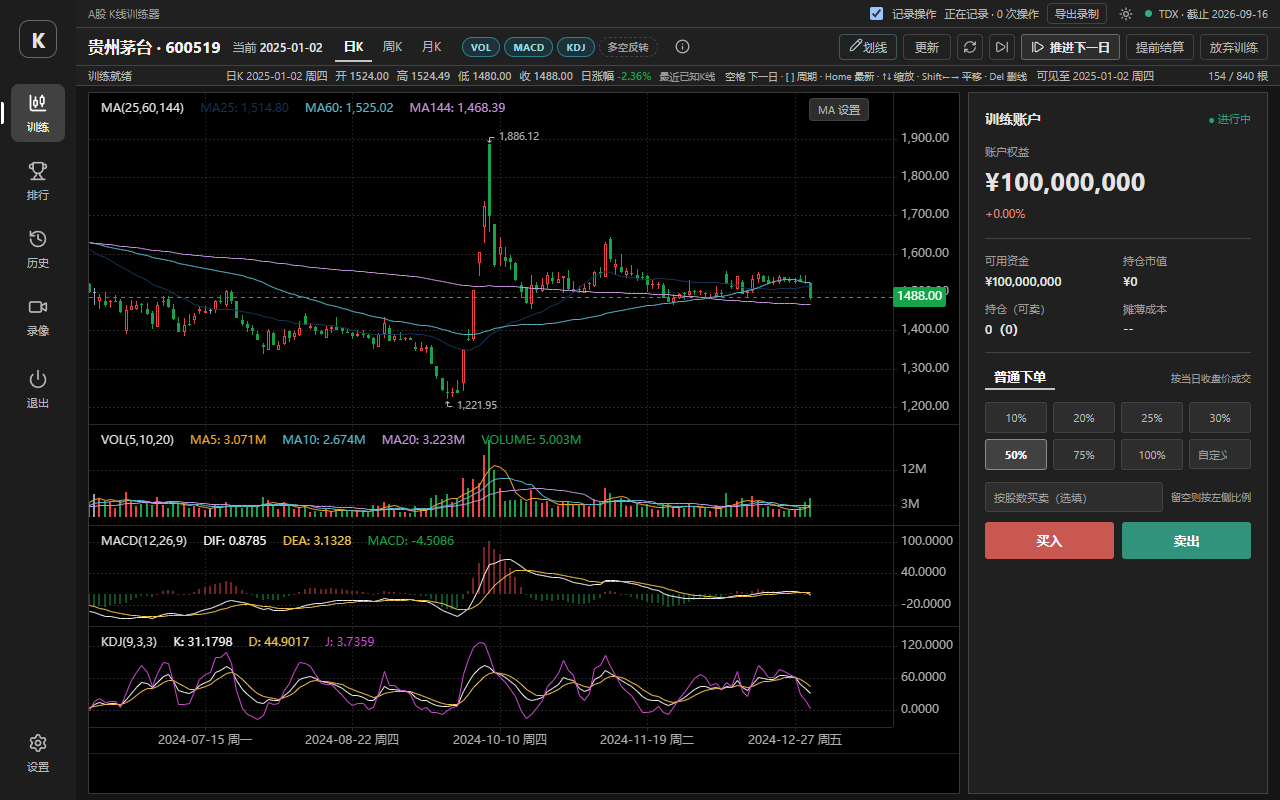 A股 K线训练器
记录操作 正在记录 · 0 次操作 导出录制 TDX · 截止 2026-09-16
K
贵州茅台 · 600519 当前 2025-01-02 日K 周K 月K VOL MACD KDJ 多空反转 划线 更新 推进下一日 提前结算 放弃训练
训练就绪 日K 2025-01-02 周四 开 1524.00 高 1524.49 低 1480.00 收 1488.00 日涨幅 -2.36% 最近已知K线 空格 下一日 · [ ] 周期 · Home 最新 · ↑↓ 缩放 · Shift←→ 平移 · Del 删线 可见至 2025-01-02 周四 154 / 840 根
训练
排行
历史
录像
退出
设置
MA(25,60,144) MA25: 1,514.80 MA60: 1,525.02 MA144: 1,468.39 MA 设置
1,886.12
1,221.95
1,900.00
1,800.00
1,700.00
1,600.00
1488.00
1,400.00
1,300.00
1,200.00
VOL(5,10,20) MA5: 3.071M MA10: 2.674M MA20: 3.223M VOLUME: 5.003M
12M
3M
MACD(12,26,9) DIF: 0.8785 DEA: 3.1328 MACD: -4.5086
100.0000
40.0000
-20.0000
KDJ(9,3,3) K: 31.1798 D: 44.9017 J: 3.7359
120.0000
60.0000
0.0000
2024-07-15 周一 2024-08-22 周四 2024-10-10 周四 2024-11-19 周二 2024-12-27 周五
训练账户 进行中
账户权益
¥100,000,000
+0.00%
可用资金 持仓市值
¥100,000,000 ¥0
持仓（可卖） 摊薄成本
0（0） --
普通下单 按当日收盘价成交
10% 20% 25% 30%
50% 75% 100% 自定义
按股数买卖（选填） 留空则按左侧比例
买入 卖出